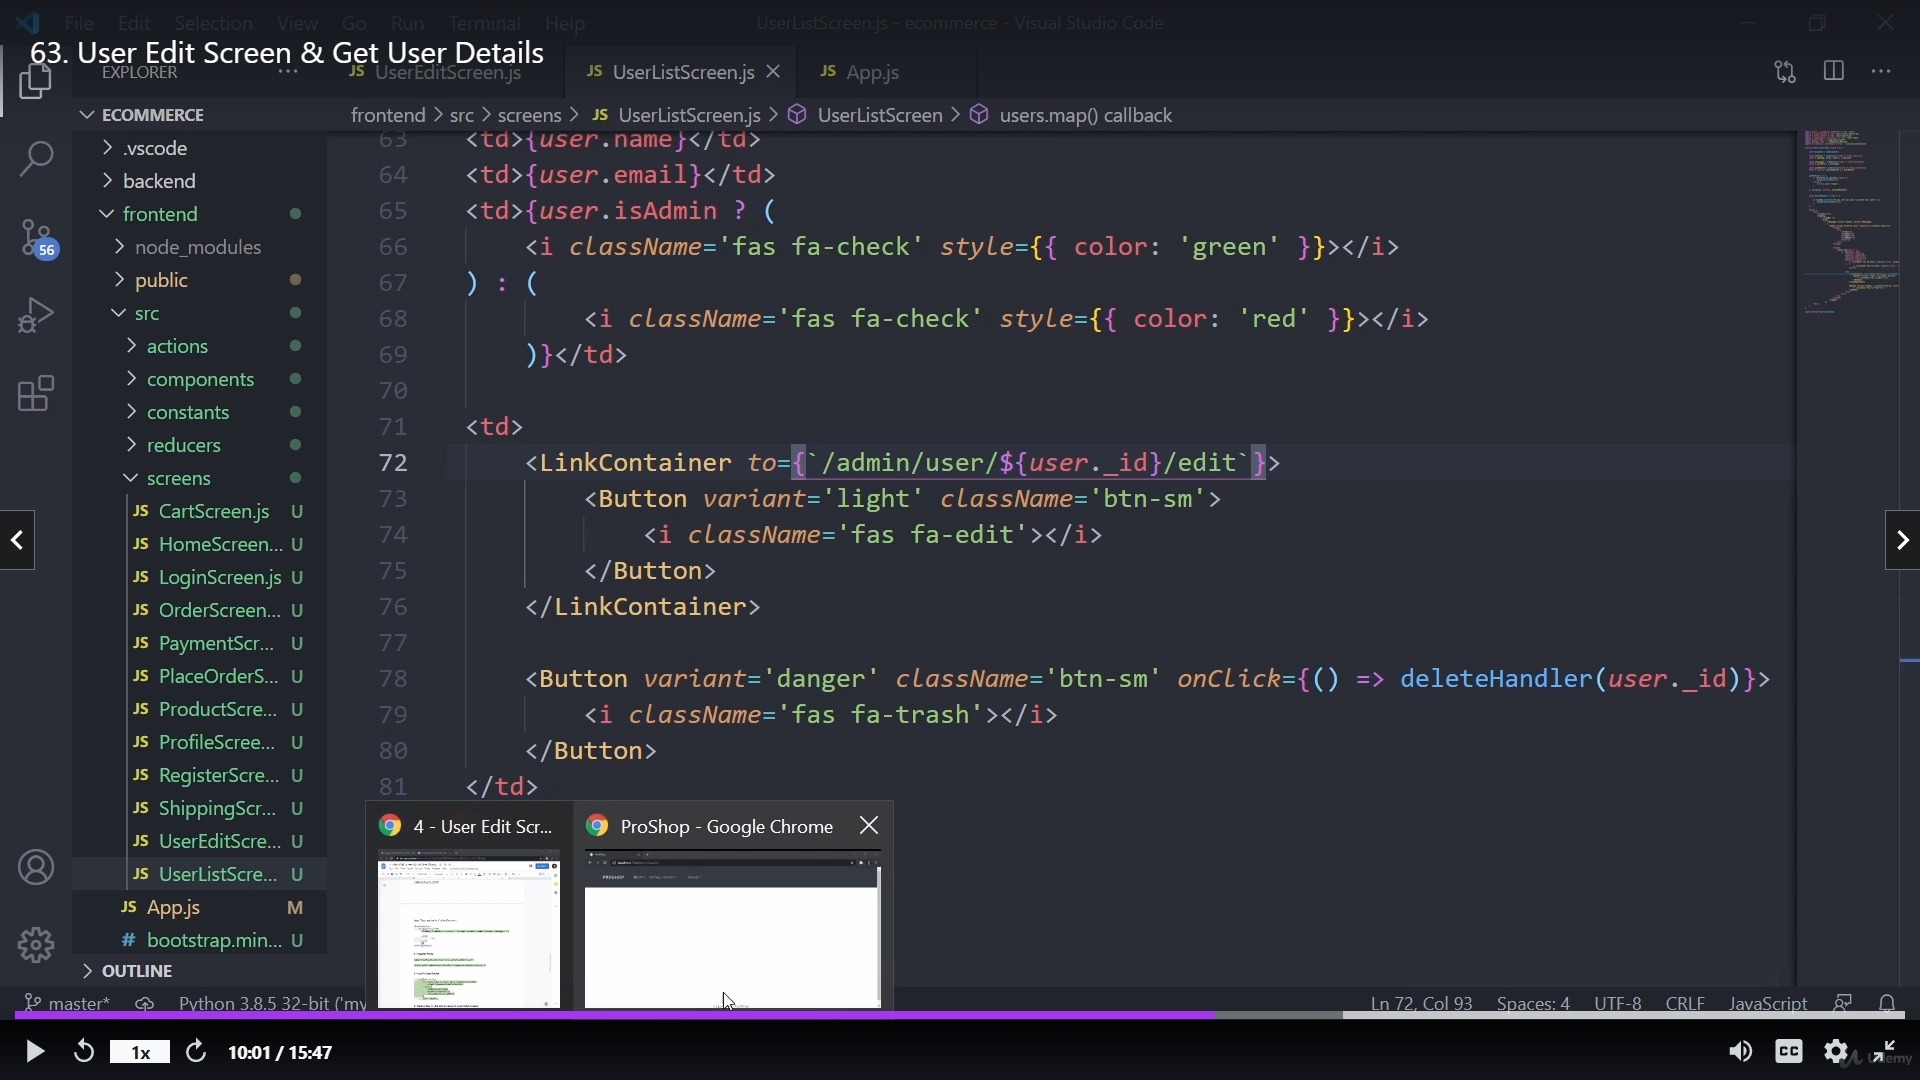 File Edit Selection View Go Run Terminal Help
UserListScreen.js - ecommerce - Visual Studio Code
63. User Edit Screen & Get User Details
EXPLORER
JS UserEditScreen.js
JS UserListScreen.js
JS App.js
ECOMMERCE
frontend > src > screens > JS UserListScreen.js > UserListScreen > users.map() callback
.vscode
backend
frontend
node_modules
public
src
actions
components
constants
reducers
screens
JS CartScreen.js U
JS HomeScreen... U
JS LoginScreen.js U
JS OrderScreen... U
JS PaymentScr... U
JS PlaceOrderS... U
JS ProductScre... U
JS ProfileScree... U
JS RegisterScre... U
JS ShippingScr... U
JS UserEditScre... U
JS UserListScre... U
JS App.js M
# bootstrap.min... U
OUTLINE
56
63 <td>{user.name}</td>
64 <td>{user.email}</td>
65 <td>{user.isAdmin ? (
66 <i className='fas fa-check' style={{ color: 'green' }}></i>
67 ) : (
68 <i className='fas fa-check' style={{ color: 'red' }}></i>
69 )}</td>
70
71 <td>
72 <LinkContainer to={`/admin/user/${user._id}/edit`}>
73 <Button variant='light' className='btn-sm'>
74 <i className='fas fa-edit'></i>
75 </Button>
76 </LinkContainer>
77
78 <Button variant='danger' className='btn-sm' onClick={() => deleteHandler(user._id)}>
79 <i className='fas fa-trash'></i>
80 </Button>
81 </td>
4 - User Edit Scr...
ProShop - Google Chrome
PROSHOP
master*
Python 3.8.5 32-bit ('my
Ln 72, Col 93
Spaces: 4
UTF-8
CRLF
JavaScript
1x
10:01 / 15:47
CC
Udemy